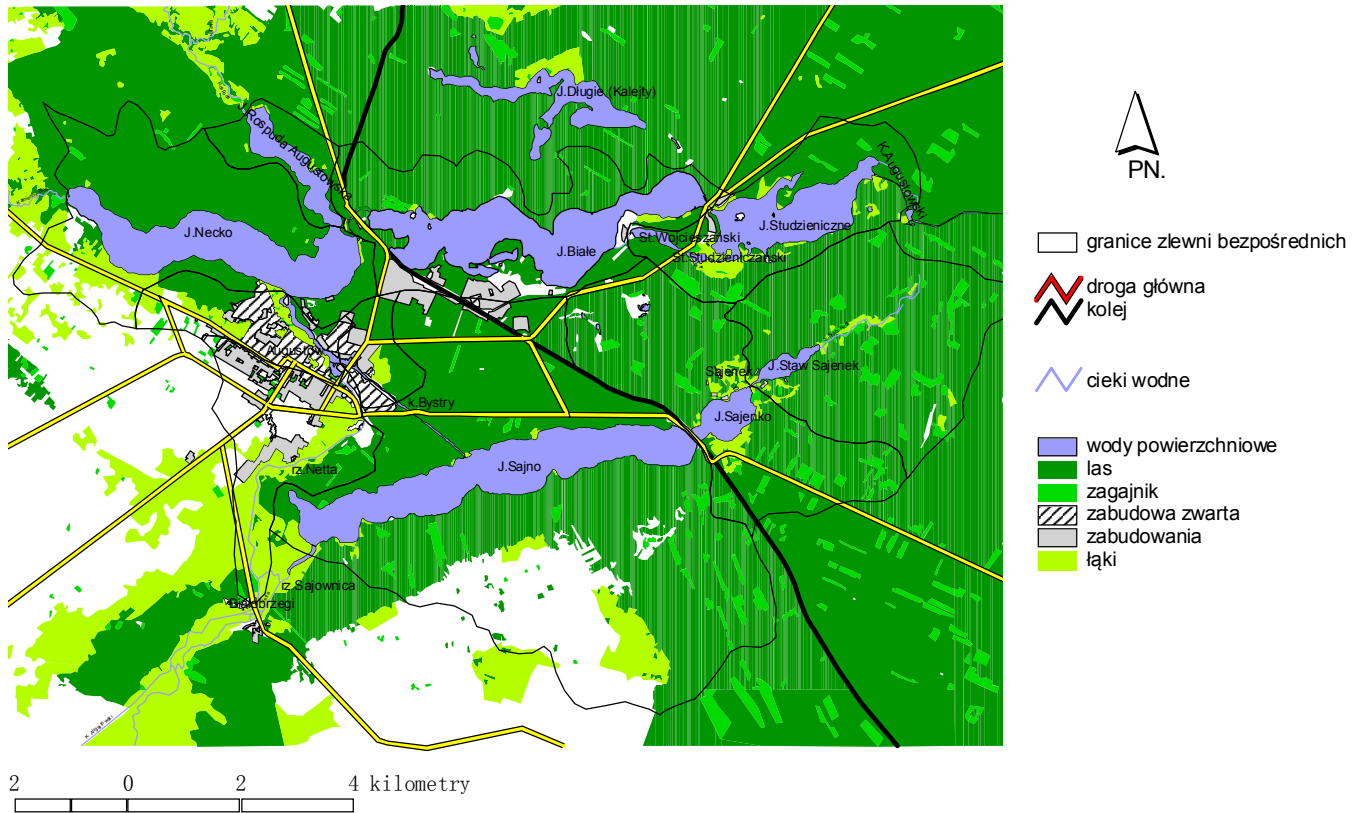 J.Długie (Kalejty)
J.Rospuda Augustowska
K.Augustowski
J.Necko
J.Białe
St.Wojcieszański
J.Studzieniczne
St.Studzieniczański
Augustów
Sajenek
J.Staw Sajenek
k.Bystry
J.Sajenko
J.Sajno
rz.Netta
rz.Sajownica
Białobrzegi
PN.
granice zlewni bezpośrednich
droga główna
kolej
cieki wodne
wody powierzchniowe
las
zagajnik
zabudowa zwarta
zabudowania
łąki
2 0 2 4 kilometry